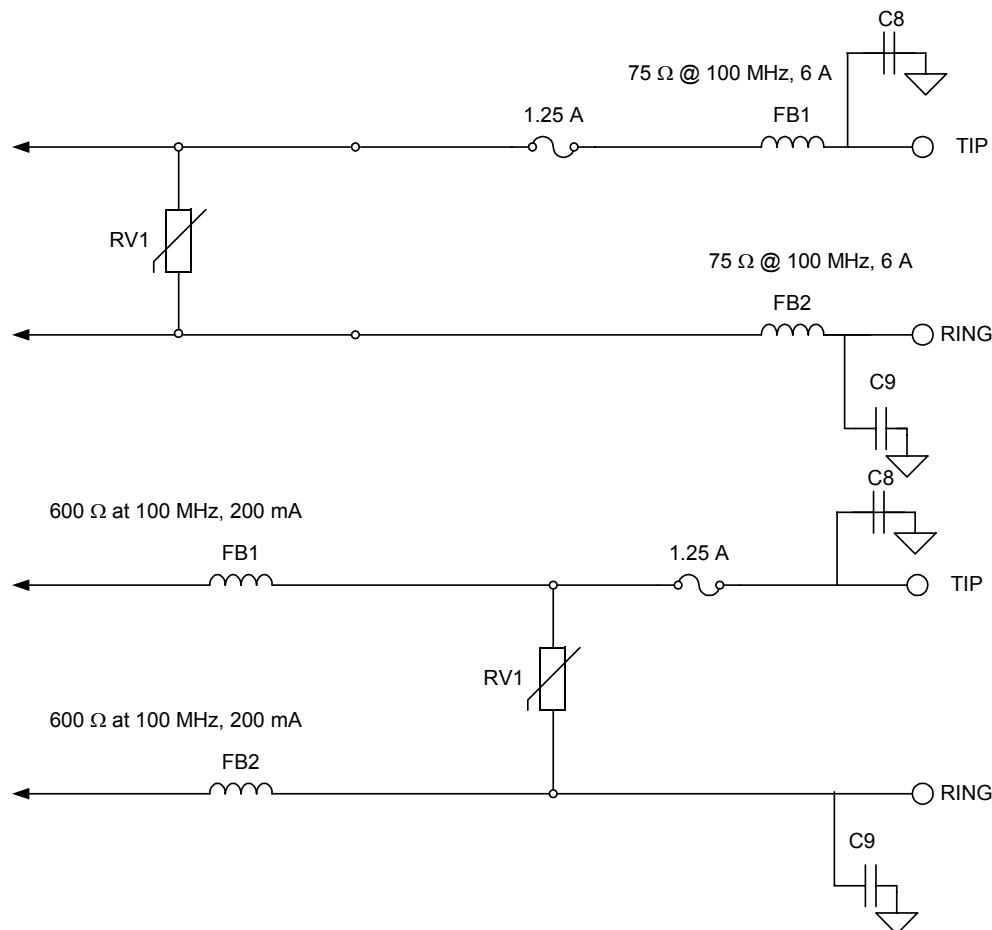 C8
75 Ω @ 100 MHz, 6 A
1.25 A
FB1
TIP
RV1
75 Ω @ 100 MHz, 6 A
FB2
RING
C9
C8
600 Ω at 100 MHz, 200 mA
FB1
1.25 A
TIP
RV1
600 Ω at 100 MHz, 200 mA
FB2
RING
C9